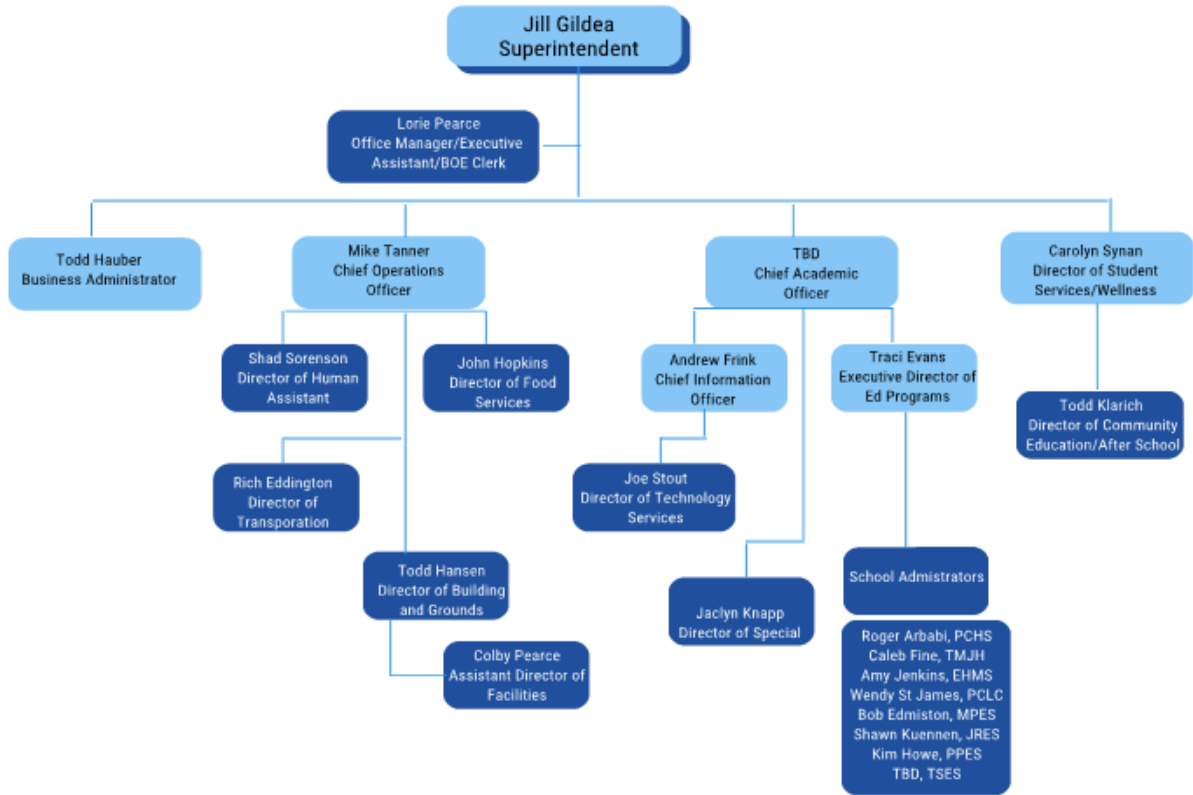 Jill Gildea
Superintendent
Lorie Pearce
Office Manager/Executive
Assistant/BOE Clerk
Todd Hauber
Business Administrator
Mike Tanner
Chief Operations
Officer
TBD
Chief Academic
Officer
Carolyn Synan
Director of Student
Services/Wellness
Shad Sorenson
Director of Human
Assistant
John Hopkins
Director of Food
Services
Andrew Frink
Chief Information
Officer
Traci Evans
Executive Director of
Ed Programs
Todd Klarich
Director of Community
Education/After School
Rich Eddington
Director of
Transporation
Joe Stout
Director of Technology
Services
Todd Hansen
Director of Building
and Grounds
Jaclyn Knapp
Director of Special
School Admistrators
Colby Pearce
Assistant Director of
Facilities
Roger Arbabi, PCHS
Caleb Fine, TMJH
Amy Jenkins, EHMS
Wendy St James, PCLC
Bob Edmiston, MPES
Shawn Kuennen, JRES
Kim Howe, PPES
TBD, TSES